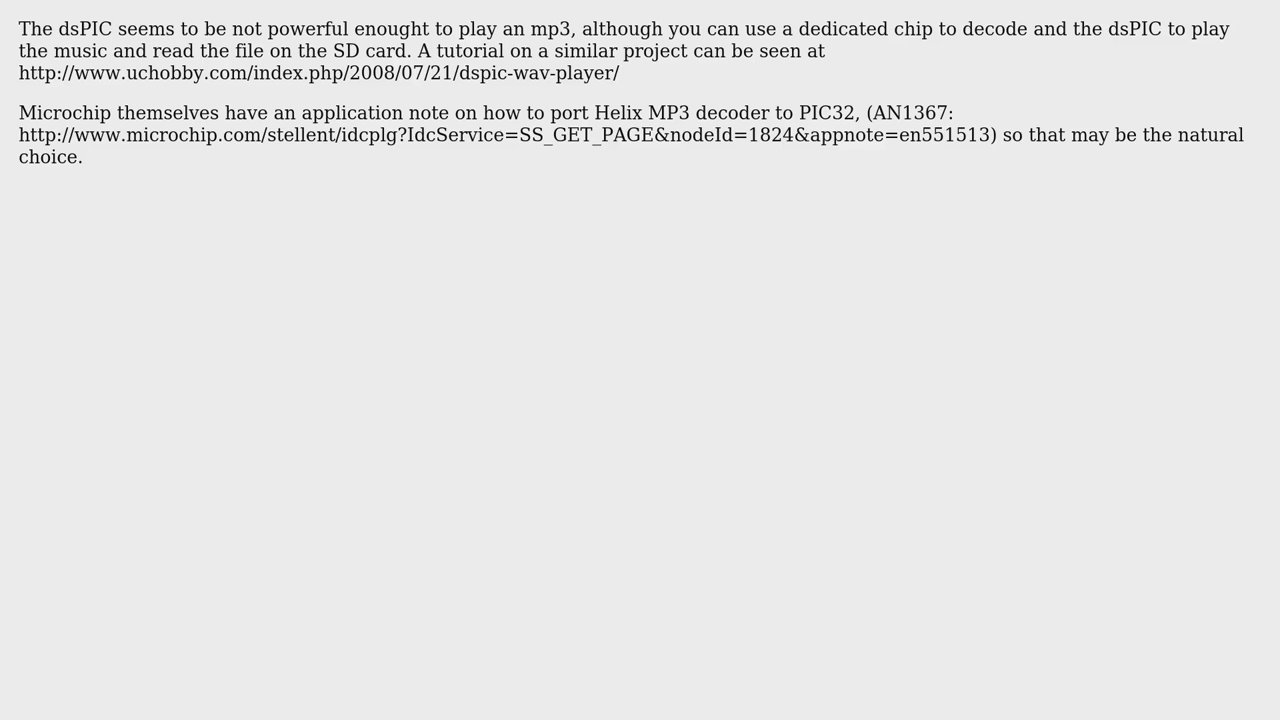 The dsPIC seems to be not powerful enought to play an mp3, although you can use a dedicated chip to decode and the dsPIC to play
the music and read the file on the SD card. A tutorial on a similar project can be seen at
http://www.uchobby.com/index.php/2008/07/21/dspic-wav-player/
Microchip themselves have an application note on how to port Helix MP3 decoder to PIC32, (AN1367:
http://www.microchip.com/stellent/idcplg?IdcService=SS_GET_PAGE&nodeId=1824&appnote=en551513) so that may be the natural
choice.